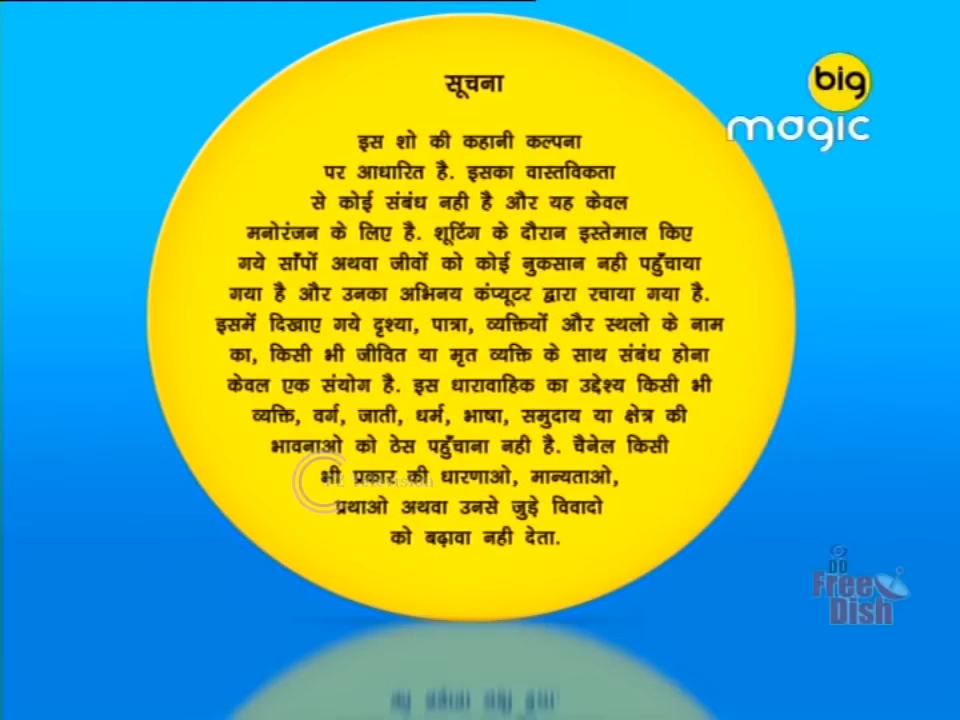 सूचना
इस शो की कहानी कल्पना
पर आधारित है. इसका वास्तविकता
से कोई संबंध नही है और यह केवल
मनोरंजन के लिए है. शूटिंग के दौरान इस्तेमाल किए
गये साँपों अथवा जीवों को कोई नुकसान नही पहुँचाया
गया है और उनका अभिनय कंप्यूटर द्वारा रचाया गया है.
इसमें दिखाए गये दृश्या, पात्रा, व्यक्तियों और स्थलो के नाम
का, किसी भी जीवित या मृत व्यक्ति के साथ संबंध होना
केवल एक संयोग है. इस धारावाहिक का उद्देश्य किसी भी
व्यक्ति, वर्ग, जाती, धर्म, भाषा, समुदाय या क्षेत्र की
भावनाओ को ठेस पहुँचाना नही है. चैनेल किसी
भी प्रकार की धारणाओ, मान्यताओ,
प्रथाओ अथवा उनसे जुड़े विवादो
को बढ़ावा नही देता.
big
magic
Television
DD
Free
Dish